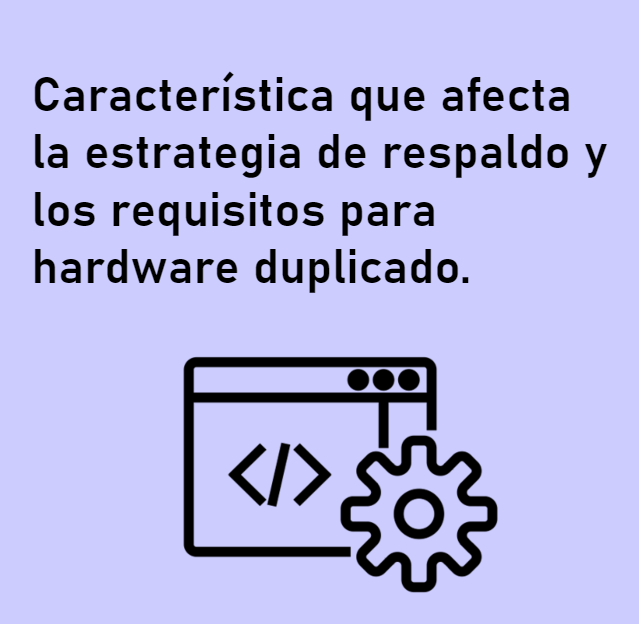 Característica que afecta
la estrategia de respaldo y
los requisitos para
hardware duplicado.
</>